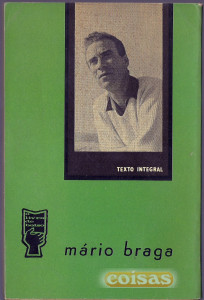 TEXTO INTEGRAL
mário braga
coisas